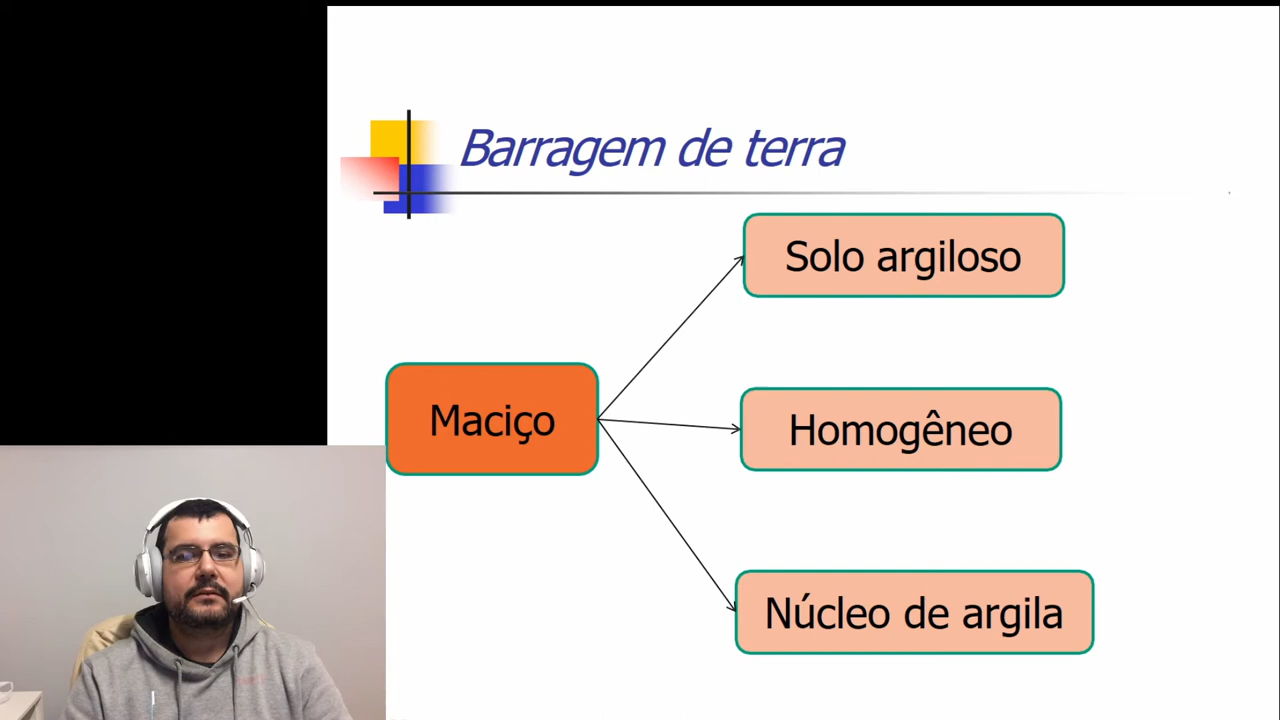 Barragem de terra
Solo argiloso
Maciço
Homogêneo
Núcleo de argila